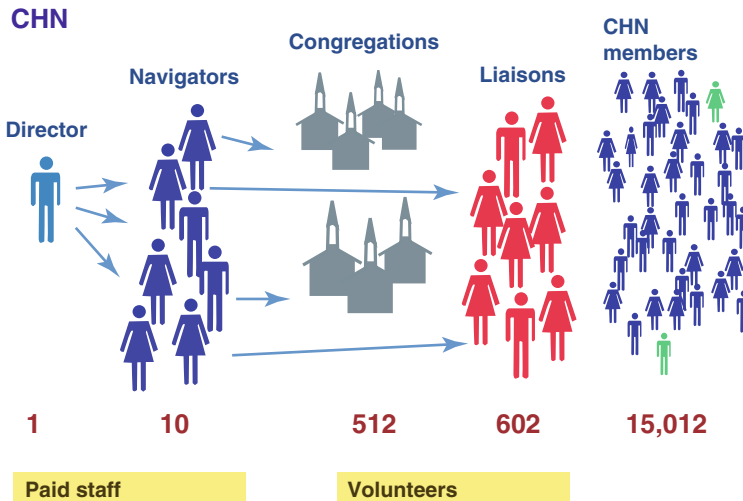 CHN
Director
Navigators
Congregations
Liaisons
CHN
members
1
10
512
602
15,012
Paid staff
Volunteers